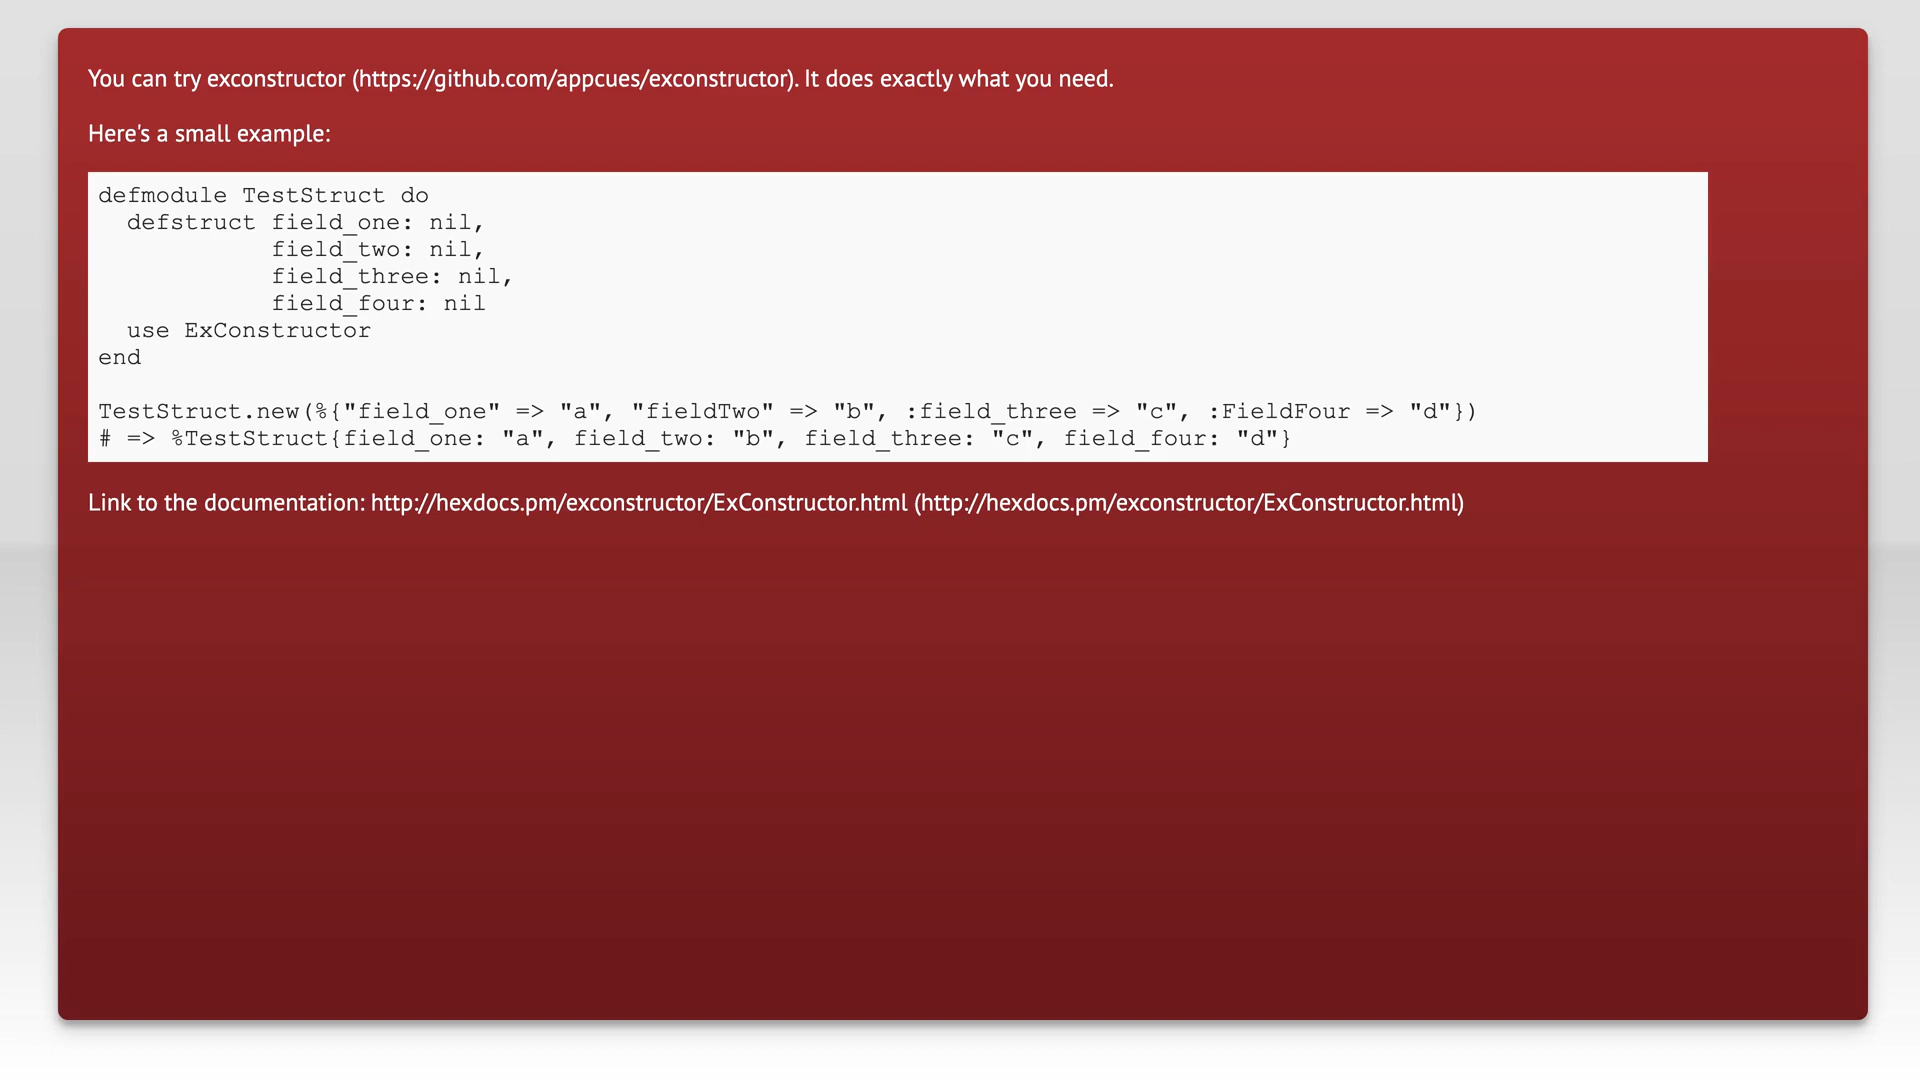 You can try exconstructor (https://github.com/appcues/exconstructor). It does exactly what you need.
Here's a small example:
defmodule TestStruct do
  defstruct field_one: nil,
            field_two: nil,
            field_three: nil,
            field_four: nil
  use ExConstructor
end
TestStruct.new(%{"field_one" => "a", "fieldTwo" => "b", :field_three => "c", :FieldFour => "d"})
# => %TestStruct{field_one: "a", field_two: "b", field_three: "c", field_four: "d"}
Link to the documentation: http://hexdocs.pm/exconstructor/ExConstructor.html (http://hexdocs.pm/exconstructor/ExConstructor.html)